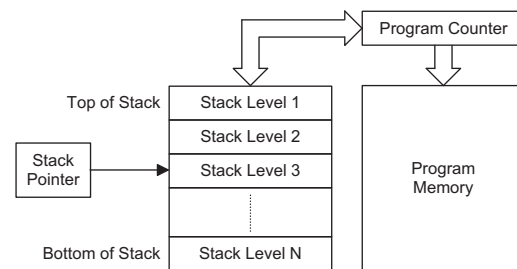 Program Counter
Top of Stack
Stack Level 1
Stack Level 2
Stack
Pointer
Stack Level 3
Program
Memory
Bottom of Stack
Stack Level N